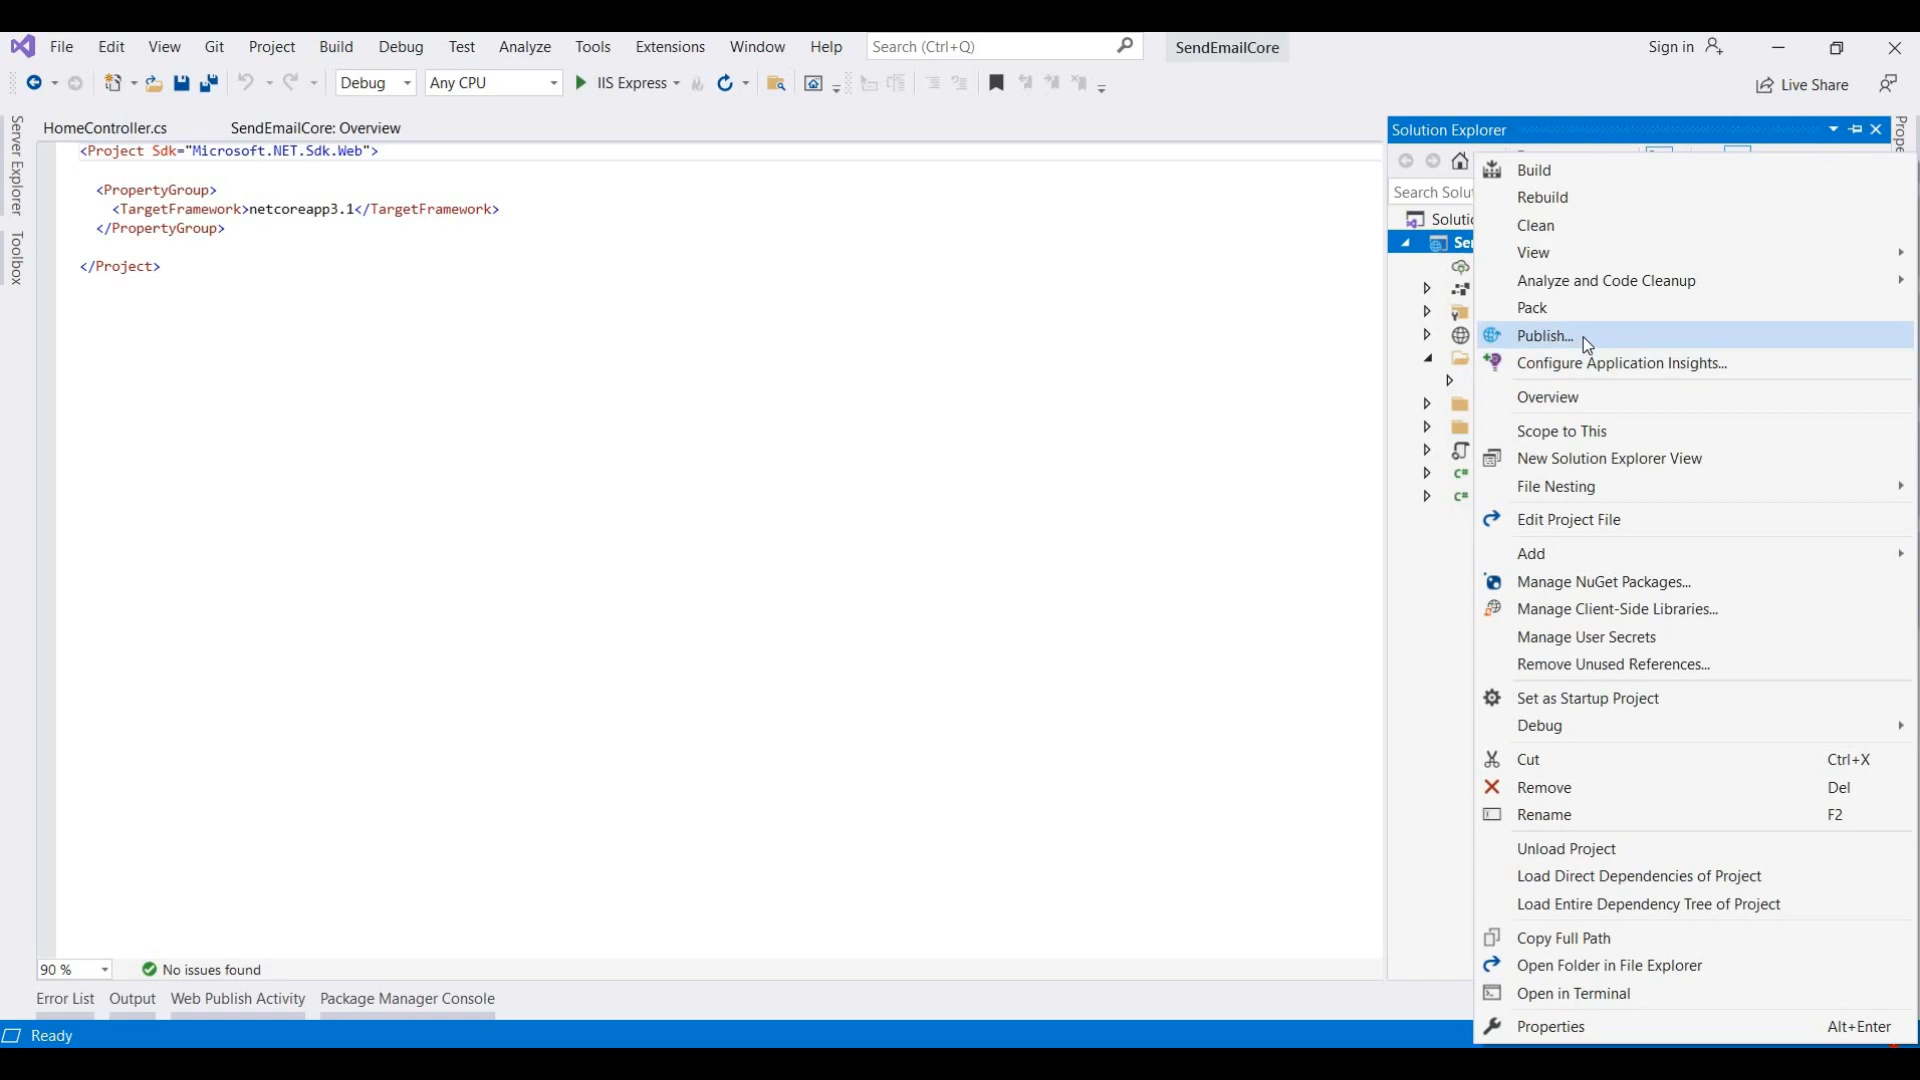 File Edit View Git Project Build Debug Test Analyze Tools Extensions Window Help Search (Ctrl+Q) SendEmailCore Sign in
Debug Any CPU IIS Express Live Share
Server Explorer
Toolbox
HomeController.cs SendEmailCore: Overview
<Project Sdk="Microsoft.NET.Sdk.Web">
<PropertyGroup>
<TargetFramework>netcoreapp3.1</TargetFramework>
</PropertyGroup>
</Project>
90 % No issues found
Error List Output Web Publish Activity Package Manager Console
Ready
Solution Explorer
Prope
Search Solu
Soluti
Se
C#
C#
Build
Rebuild
Clean
View
Analyze and Code Cleanup
Pack
Publish...
Configure Application Insights...
Overview
Scope to This
New Solution Explorer View
File Nesting
Edit Project File
Add
Manage NuGet Packages...
Manage Client-Side Libraries...
Manage User Secrets
Remove Unused References...
Set as Startup Project
Debug
Cut Ctrl+X
Remove Del
Rename F2
Unload Project
Load Direct Dependencies of Project
Load Entire Dependency Tree of Project
Copy Full Path
Open Folder in File Explorer
Open in Terminal
Properties Alt+Enter